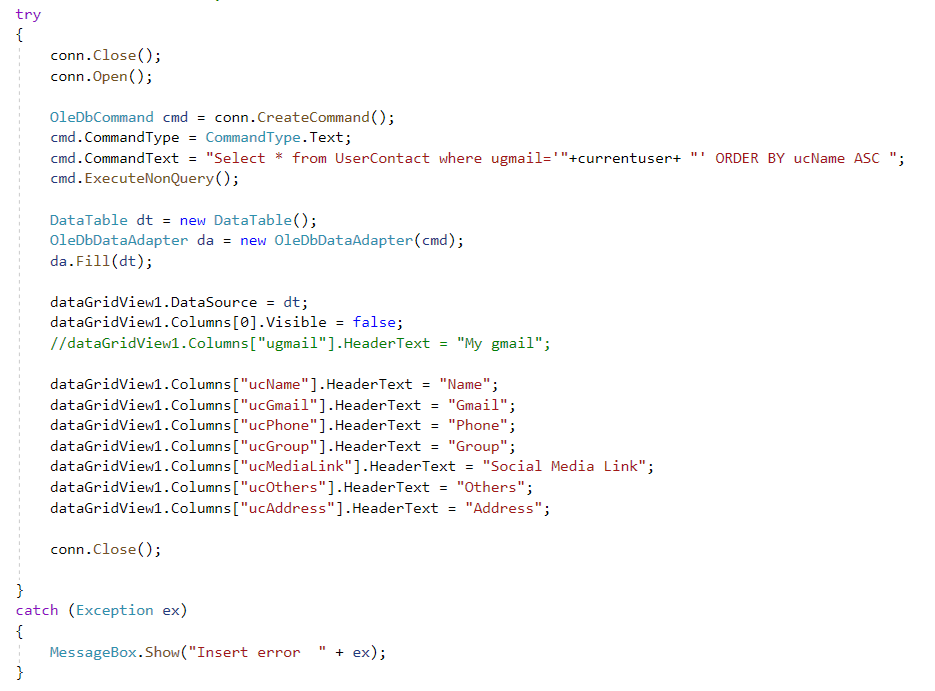 try
{
conn.Close();
conn.Open();
OleDbCommand cmd = conn.CreateCommand();
cmd.CommandType = CommandType.Text;
cmd.CommandText = "Select * from UserContact where ugmail='"+currentuser+ "' ORDER BY ucName ASC ";
cmd.ExecuteNonQuery();
DataTable dt = new DataTable();
OleDbDataAdapter da = new OleDbDataAdapter(cmd);
da.Fill(dt);
dataGridView1.DataSource = dt;
dataGridView1.Columns[0].Visible = false;
//dataGridView1.Columns["ugmail"].HeaderText = "My gmail";
dataGridView1.Columns["ucName"].HeaderText = "Name";
dataGridView1.Columns["ucGmail"].HeaderText = "Gmail";
dataGridView1.Columns["ucPhone"].HeaderText = "Phone";
dataGridView1.Columns["ucGroup"].HeaderText = "Group";
dataGridView1.Columns["ucMediaLink"].HeaderText = "Social Media Link";
dataGridView1.Columns["ucOthers"].HeaderText = "Others";
dataGridView1.Columns["ucAddress"].HeaderText = "Address";
conn.Close();
}
catch (Exception ex)
{
MessageBox.Show("Insert error  " + ex);
}